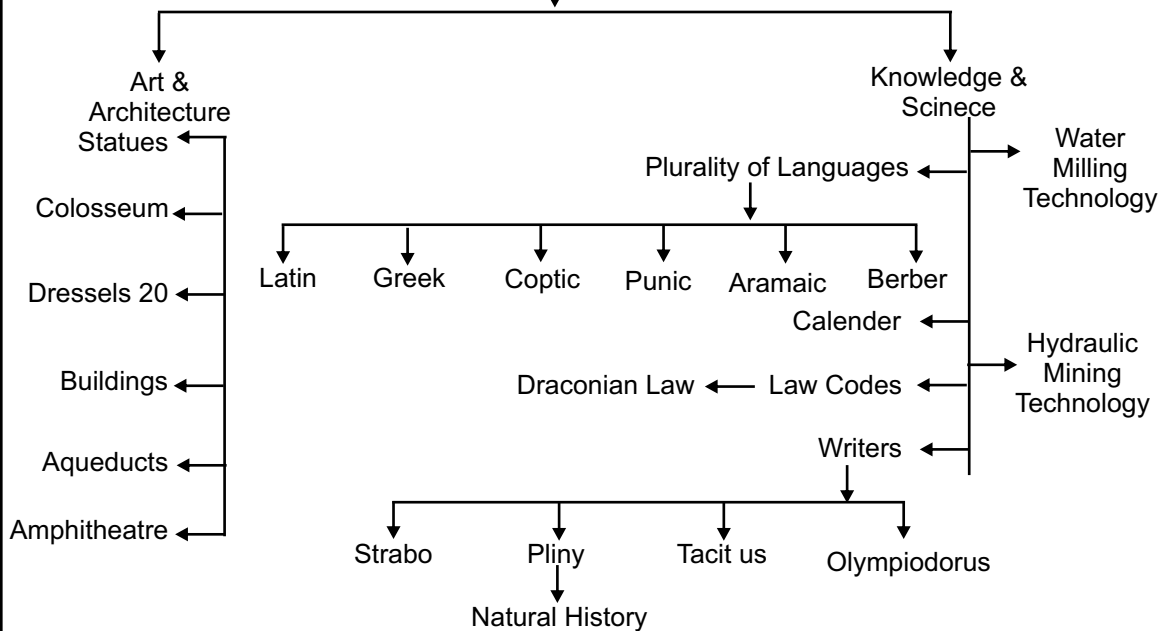 Art &
Architecture
Statues
Colosseum
Dressels 20
Buildings
Aqueducts
Amphitheatre
Knowledge &
Scinece
Water
Milling
Technology
Plurality of Languages
Latin
Greek
Coptic
Punic
Aramaic
Berber
Calender
Hydraulic
Mining
Technology
Law Codes
Draconian Law
Writers
Strabo
Pliny
Tacit us
Olympiodorus
Natural History